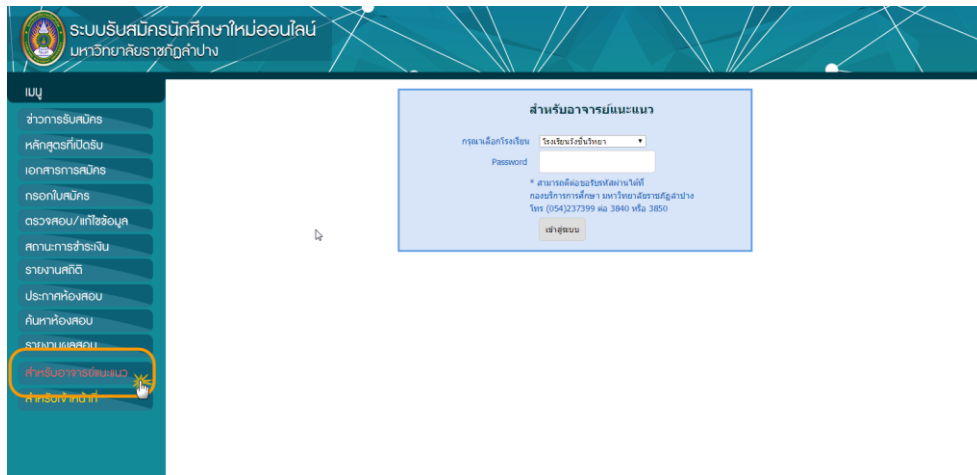 ระบบรับสมัครนักศึกษาใหม่ออนไลน์
มหาวิทยาลัยราชภัฏลำปาง
เมนู
ข่าวการรับสมัคร
หลักสูตรที่เปิดรับ
เอกสารการสมัคร
กรอกใบสมัคร
ตรวจสอบ/แก้ไขข้อมูล
สถานะการชำระเงิน
รายงานสถิติ
ประกาศห้องสอบ
ค้นหาห้องสอบ
รายงานผลสอบ
สำหรับอาจารย์แนะแนว
สำหรับเจ้าหน้าที่
สำหรับอาจารย์แนะแนว
กรุณาเลือกโรงเรียน โรงเรียนวังชิ้นวิทยา
Password
* สามารถติดต่อขอรับรหัสผ่านได้ที่
กองบริการการศึกษา มหาวิทยาลัยราชภัฏลำปาง
โทร (054)237399 ต่อ 3840 หรือ 3850
เข้าสู่ระบบ